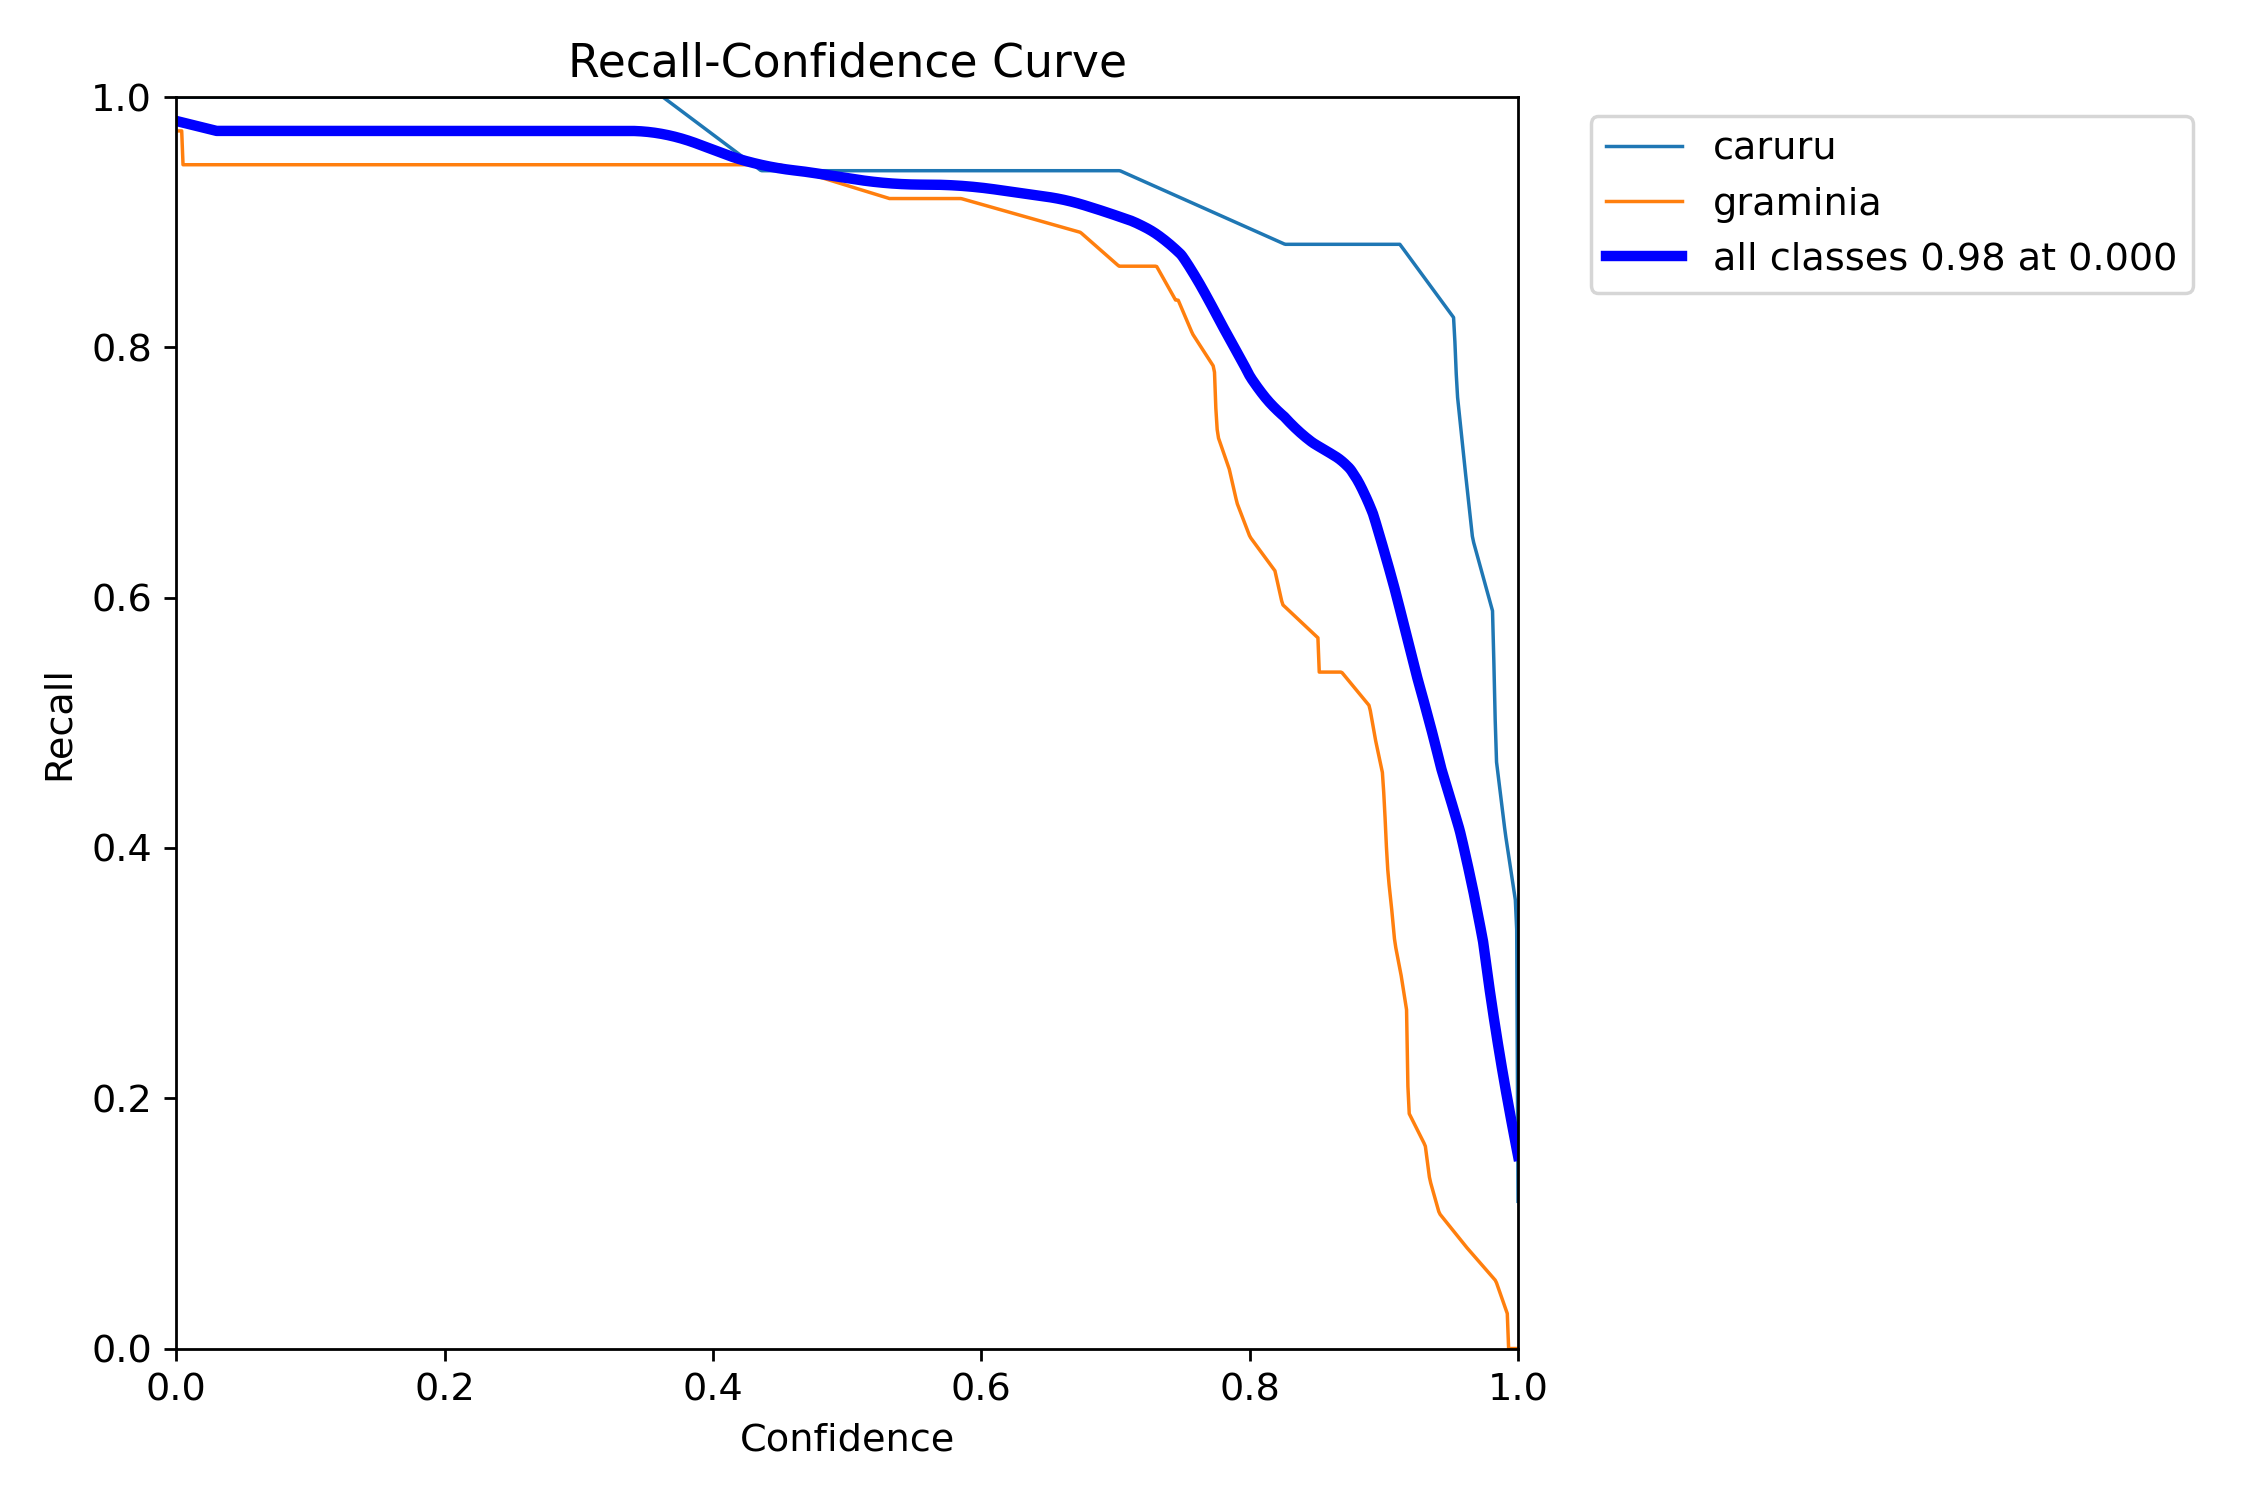 Recall-Confidence Curve
1.0
0.8
0.6
0.4
0.2
0.0
Recall
0.0 0.2 0.4 0.6 0.8 1.0
Confidence
caruru
graminia
all classes 0.98 at 0.000